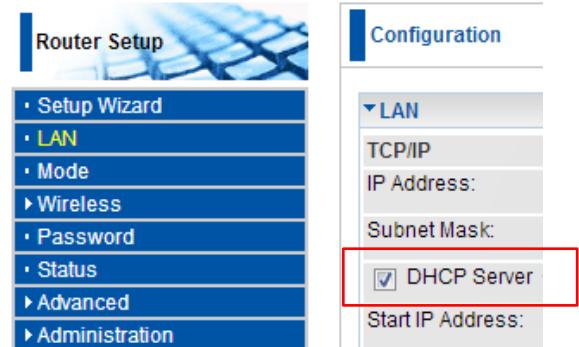 Router Setup
Setup Wizard
LAN
Mode
Wireless
Password
Status
Advanced
Administration
Configuration
LAN
TCP/IP
IP Address:
Subnet Mask:
DHCP Server
Start IP Address: